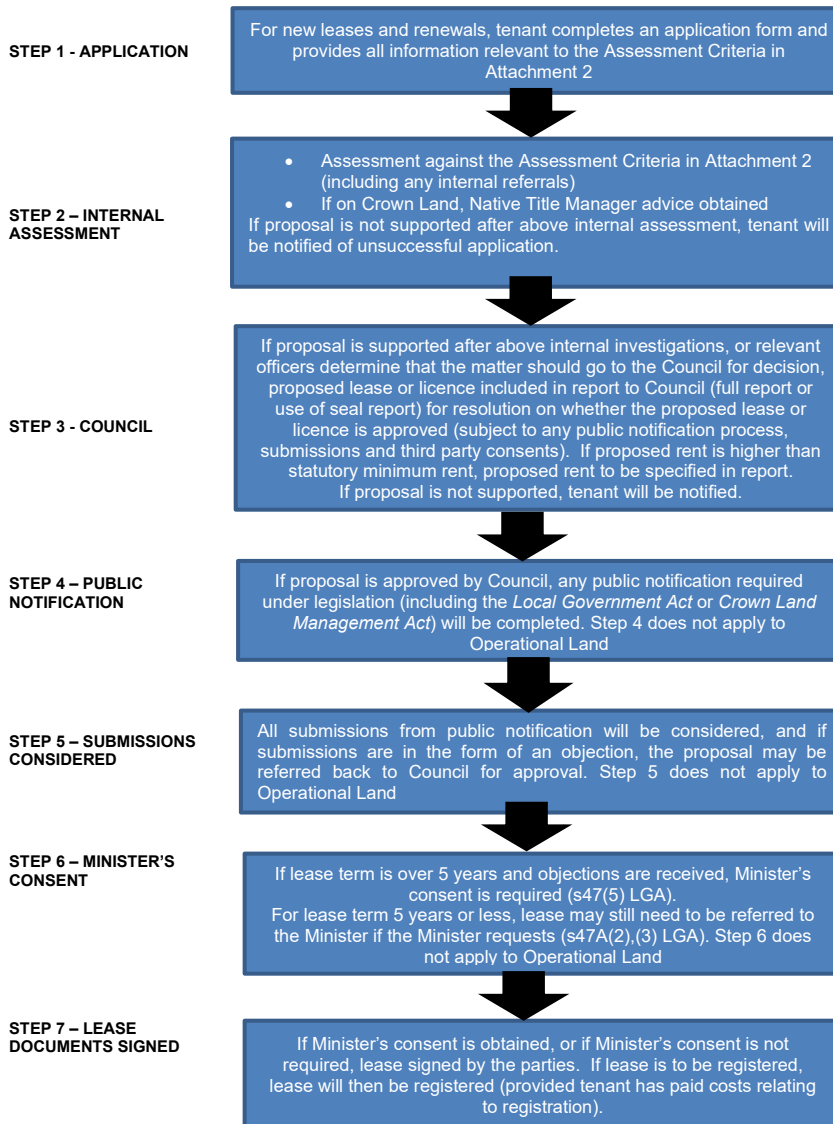 STEP 1 - APPLICATION
For new leases and renewals, tenant completes an application form and
provides all information relevant to the Assessment Criteria in
Attachment 2
STEP 2 – INTERNAL
ASSESSMENT
• Assessment against the Assessment Criteria in Attachment 2
(including any internal referrals)
• If on Crown Land, Native Title Manager advice obtained
If proposal is not supported after above internal assessment, tenant will
be notified of unsuccessful application.
STEP 3 - COUNCIL
If proposal is supported after above internal investigations, or relevant
officers determine that the matter should go to the Council for decision,
proposed lease or licence included in report to Council (full report or
use of seal report) for resolution on whether the proposed lease or
licence is approved (subject to any public notification process,
submissions and third party consents). If proposed rent is higher than
statutory minimum rent, proposed rent to be specified in report.
If proposal is not supported, tenant will be notified.
STEP 4 – PUBLIC
NOTIFICATION
If proposal is approved by Council, any public notification required
under legislation (including the Local Government Act or Crown Land
Management Act) will be completed. Step 4 does not apply to
Operational Land
STEP 5 – SUBMISSIONS
CONSIDERED
All submissions from public notification will be considered, and if
submissions are in the form of an objection, the proposal may be
referred back to Council for approval. Step 5 does not apply to
Operational Land
STEP 6 – MINISTER'S
CONSENT
If lease term is over 5 years and objections are received, Minister's
consent is required (s47(5) LGA).
For lease term 5 years or less, lease may still need to be referred to
the Minister if the Minister requests (s47A(2),(3) LGA). Step 6 does
not apply to Operational Land
STEP 7 – LEASE
DOCUMENTS SIGNED
If Minister's consent is obtained, or if Minister's consent is not
required, lease signed by the parties. If lease is to be registered,
lease will then be registered (provided tenant has paid costs relating
to registration).